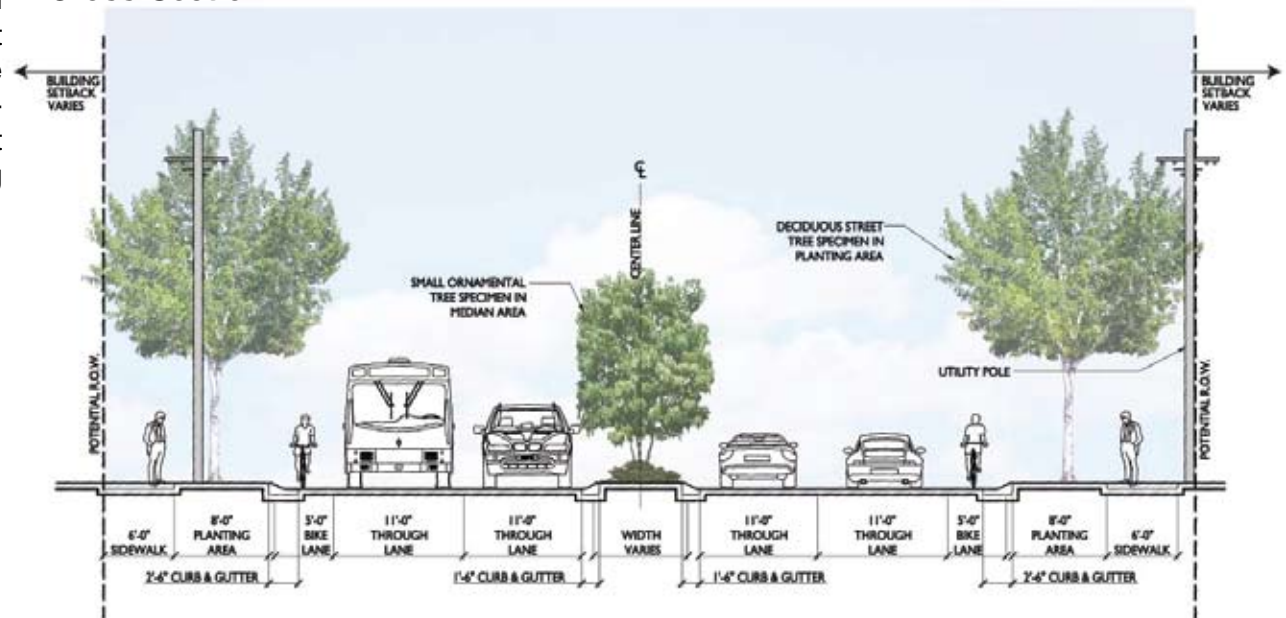 BUILDING
SETBACK
VARIES
BUILDING
SETBACK
VARIES
℄
CENTER LINE
DECIDUOUS STREET
TREE SPECIMEN IN
PLANTING AREA
SMALL ORNAMENTAL
TREE SPECIMEN IN
MEDIAN AREA
UTILITY POLE
POTENTIAL R.O.W.
POTENTIAL R.O.W.
6'-0"
SIDEWALK
8'-0"
PLANTING
AREA
5'-0"
BIKE
LANE
11'-0"
THROUGH
LANE
11'-0"
THROUGH
LANE
WIDTH
VARIES
11'-0"
THROUGH
LANE
11'-0"
THROUGH
LANE
5'-0"
BIKE
LANE
8'-0"
PLANTING
AREA
6'-0"
SIDEWALK
2'-6" CURB & GUTTER
1'-6" CURB & GUTTER
1'-6" CURB & GUTTER
2'-6" CURB & GUTTER